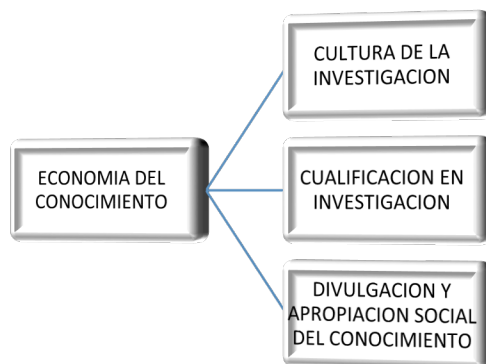 CULTURA DE LA
INVESTIGACION
ECONOMIA DEL
CONOCIMIENTO
CUALIFICACION EN
INVESTIGACION
DIVULGACION Y
APROPIACION SOCIAL
DEL CONOCIMIENTO